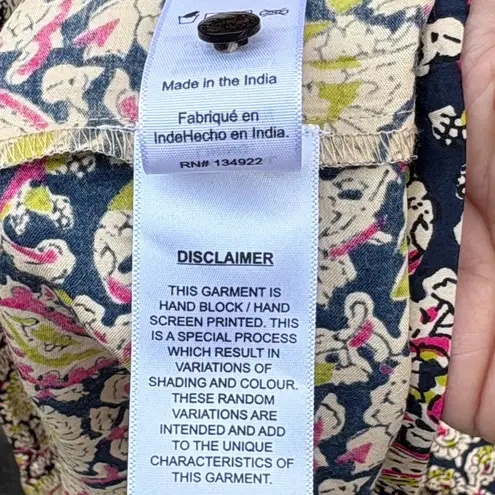 Made in the India
Fabriqué en
IndeHecho en India.
RN# 134922
DISCLAIMER
THIS GARMENT IS
HAND BLOCK / HAND
SCREEN PRINTED. THIS
IS A SPECIAL PROCESS
WHICH RESULT IN
VARIATIONS OF
SHADING AND COLOUR.
THESE RANDOM
VARIATIONS ARE
INTENDED AND ADD
TO THE UNIQUE
CHARACTERISTICS OF
THIS GARMENT.